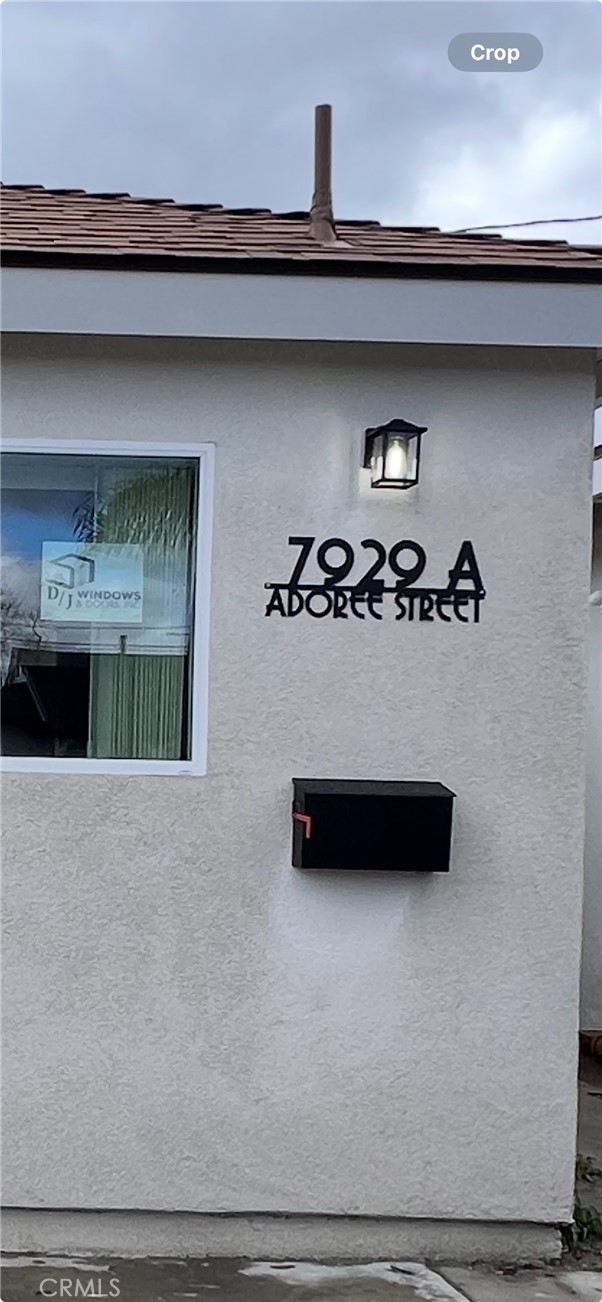 Crop
7929 A
ADOREE STREET
D/J WINDOWS
& DOORS, INC
CRMLS